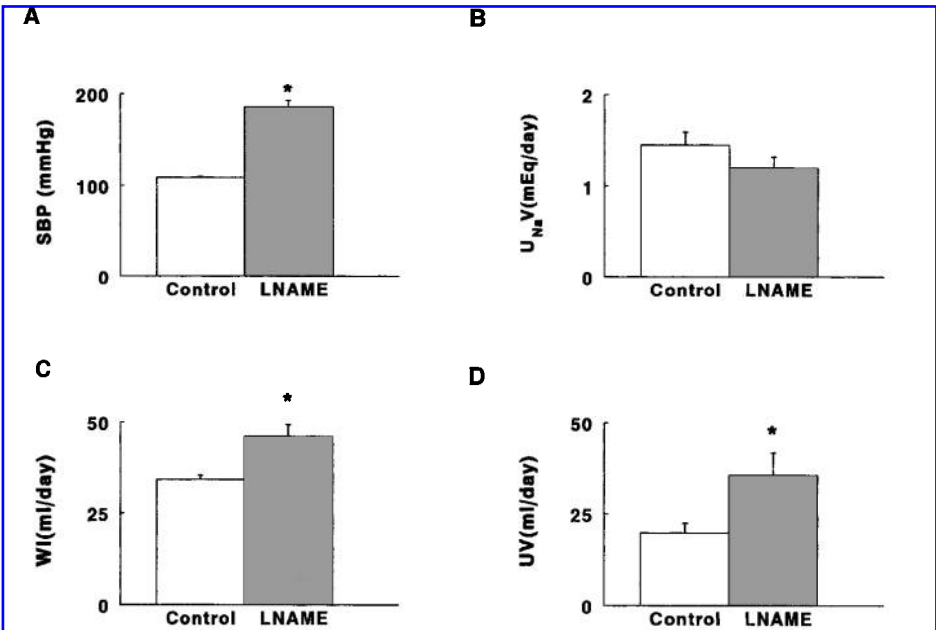 A
SBP (mmHg)
200
100
0
*
Control LNAME
B
U_Na V(mEq/day)
2
1
0
Control LNAME
C
WI(ml/day)
50
25
0
*
Control LNAME
D
UV(ml/day)
50
25
0
*
Control LNAME